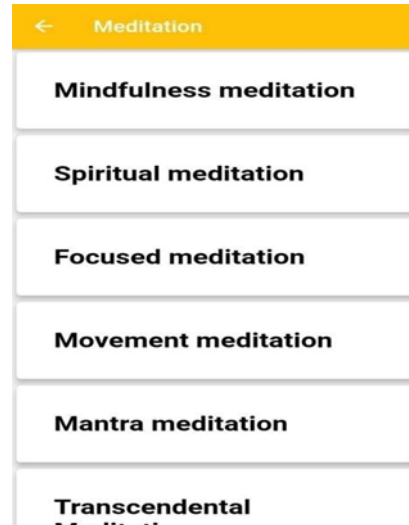 Meditation
Mindfulness meditation
Spiritual meditation
Focused meditation
Movement meditation
Mantra meditation
Transcendental